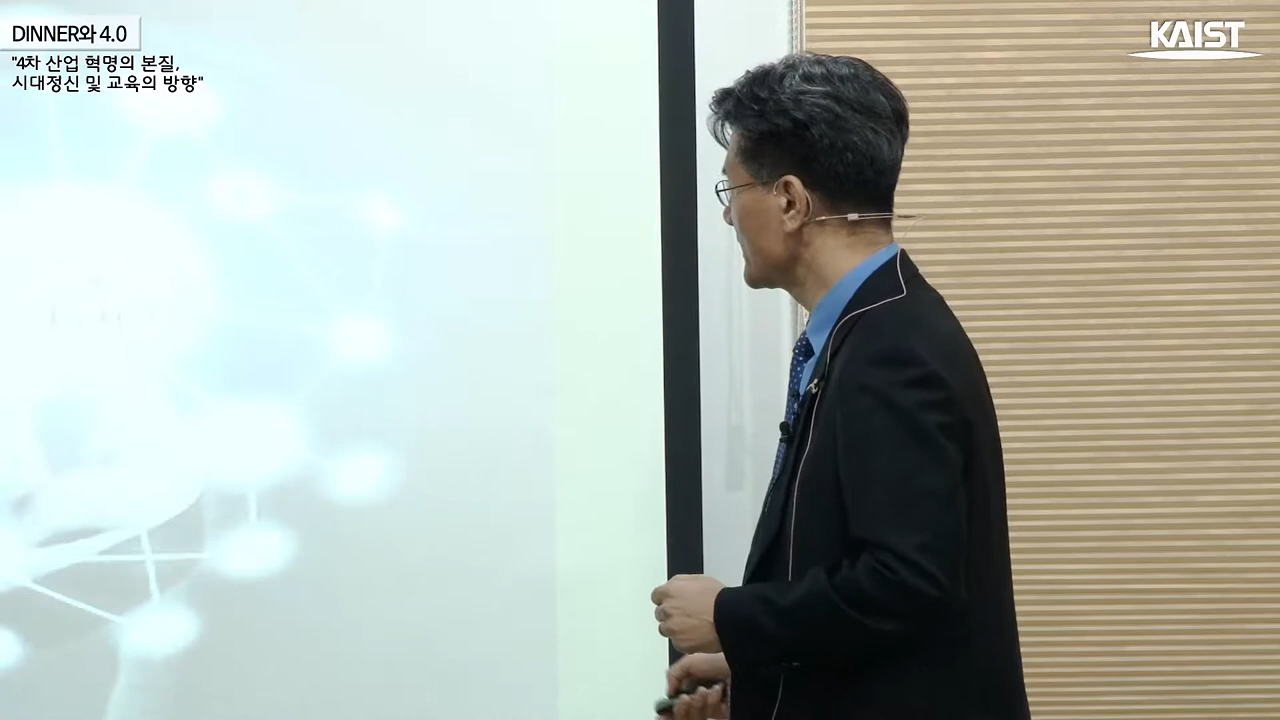 DINNER와 4.0
"4차 산업 혁명의 본질,
시대정신 및 교육의 방향"
KAIST